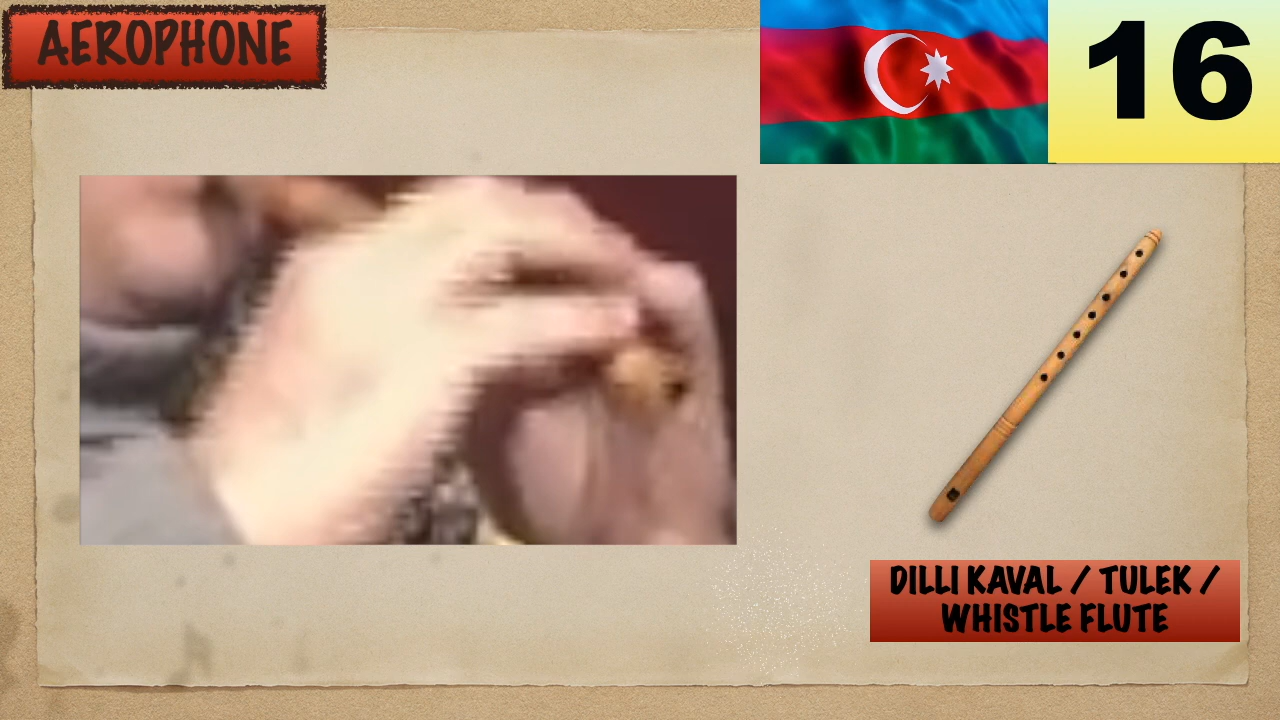 AEROPHONE
16
DILLI KAVAL / TULEK /
WHISTLE FLUTE